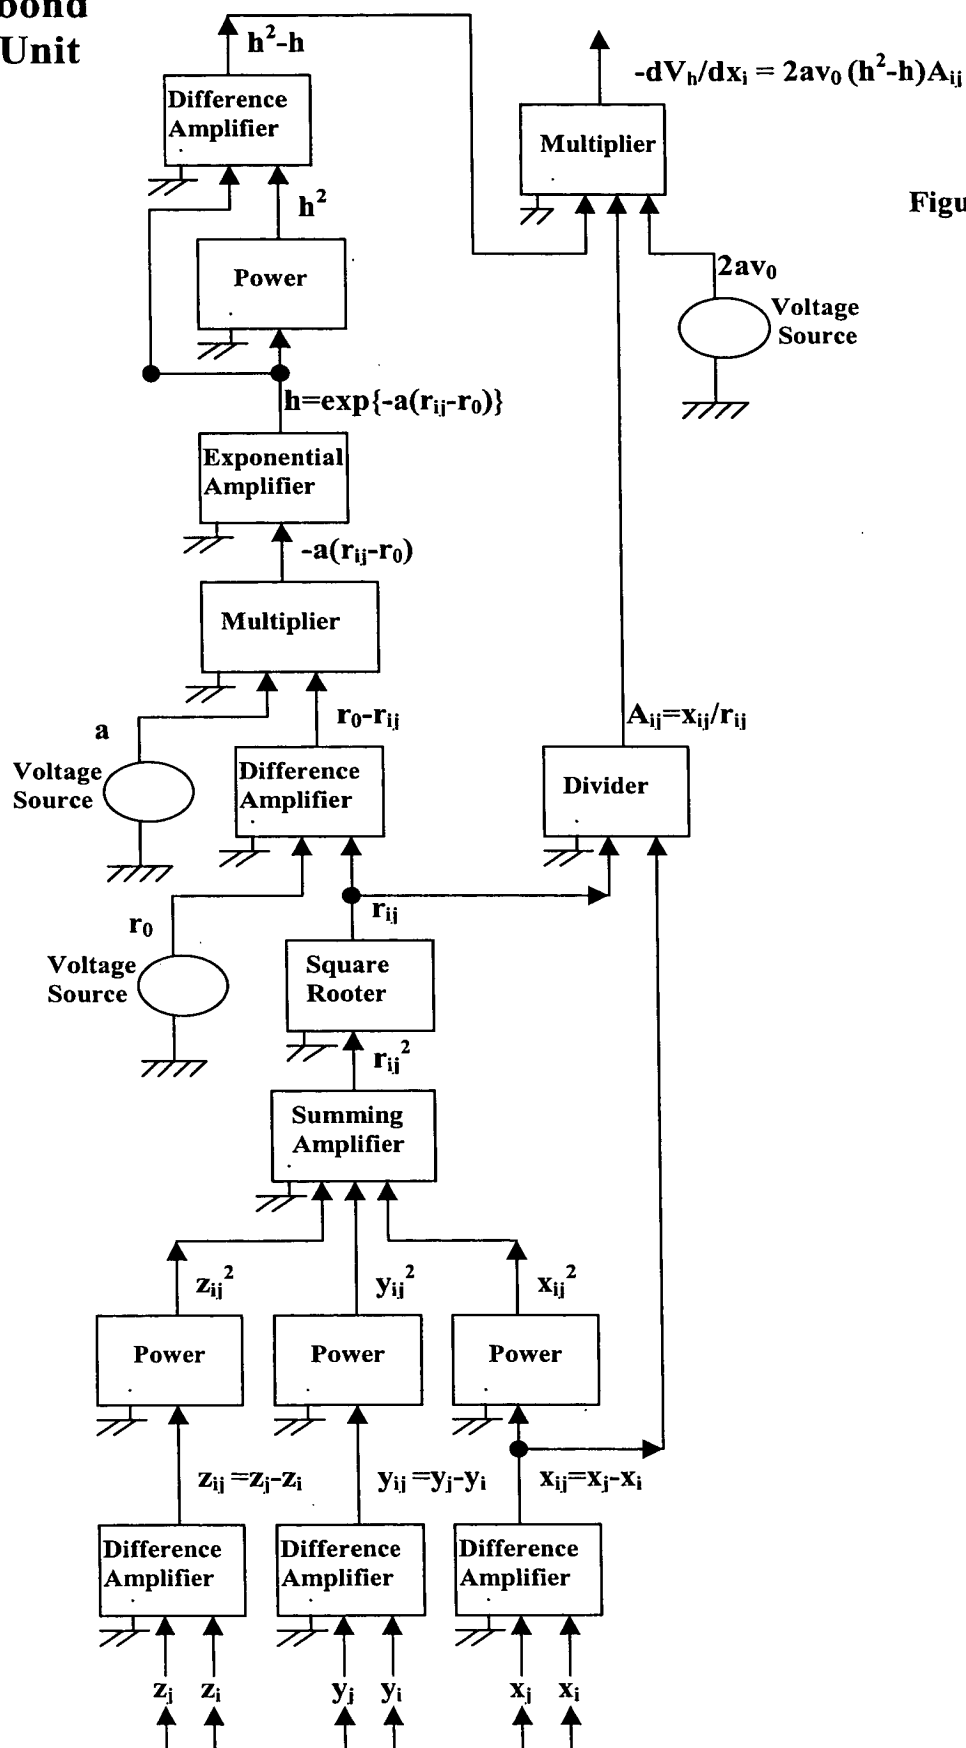 bond
Unit
h²-h
-dVₕ/dxᵢ = 2av₀ (h²-h)Aᵢⱼ
Difference
Amplifier
Multiplier
h²
Figu
Power
2av₀
Voltage
Source
h=exp{-a(rᵢⱼ-r₀)}
Exponential
Amplifier
-a(rᵢⱼ-r₀)
Multiplier
a
r₀-rᵢⱼ
Aᵢⱼ=xᵢⱼ/rᵢⱼ
Voltage
Source
Difference
Amplifier
Divider
r₀
rᵢⱼ
Voltage
Source
Square
Rooter
rᵢⱼ²
Summing
Amplifier
zᵢⱼ²
yᵢⱼ²
xᵢⱼ²
Power
Power
Power
zᵢⱼ =zⱼ-zᵢ
yᵢⱼ =yⱼ-yᵢ
xᵢⱼ=xⱼ-xᵢ
Difference
Amplifier
Difference
Amplifier
Difference
Amplifier
zⱼ zᵢ
yⱼ yᵢ
xⱼ xᵢ